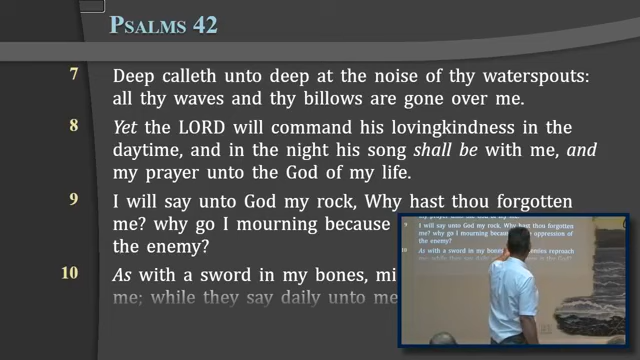 PSALMS 42
7 Deep calleth unto deep at the noise of thy waterspouts:
all thy waves and thy billows are gone over me.
8 Yet the LORD will command his lovingkindness in the
daytime, and in the night his song shall be with me, and
my prayer unto the God of my life.
9 I will say unto God my rock, Why hast thou forgotten
me? why go I mourning because
the enemy?
10 As with a sword in my bones,
me; while they say daily unto me
9 I will say unto God my rock, Why hast thou forgotten
me? why go I mourning because oppression of
the enemy?
10 As with a sword in my bones reproach